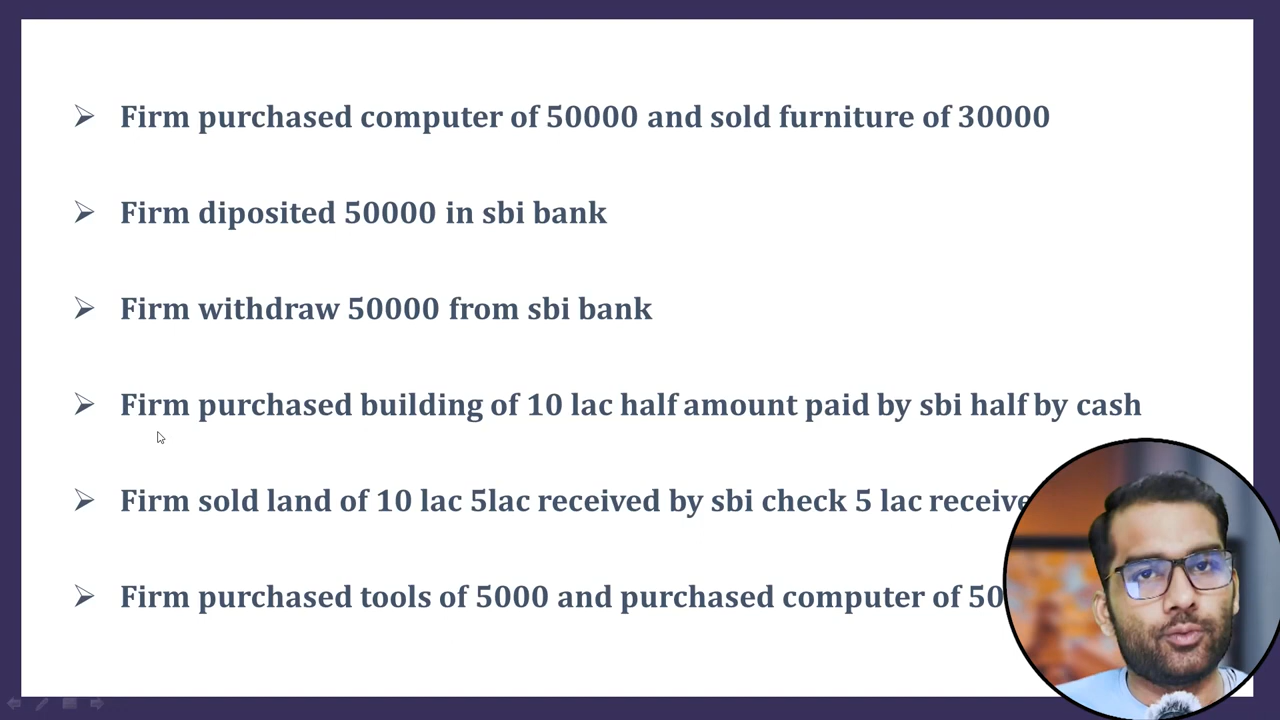 Firm purchased computer of 50000 and sold furniture of 30000
Firm diposited 50000 in sbi bank
Firm withdraw 50000 from sbi bank
Firm purchased building of 10 lac half amount paid by sbi half by cash
Firm sold land of 10 lac 5lac received by sbi check 5 lac
Firm purchased tools of 5000 and purchased computer of